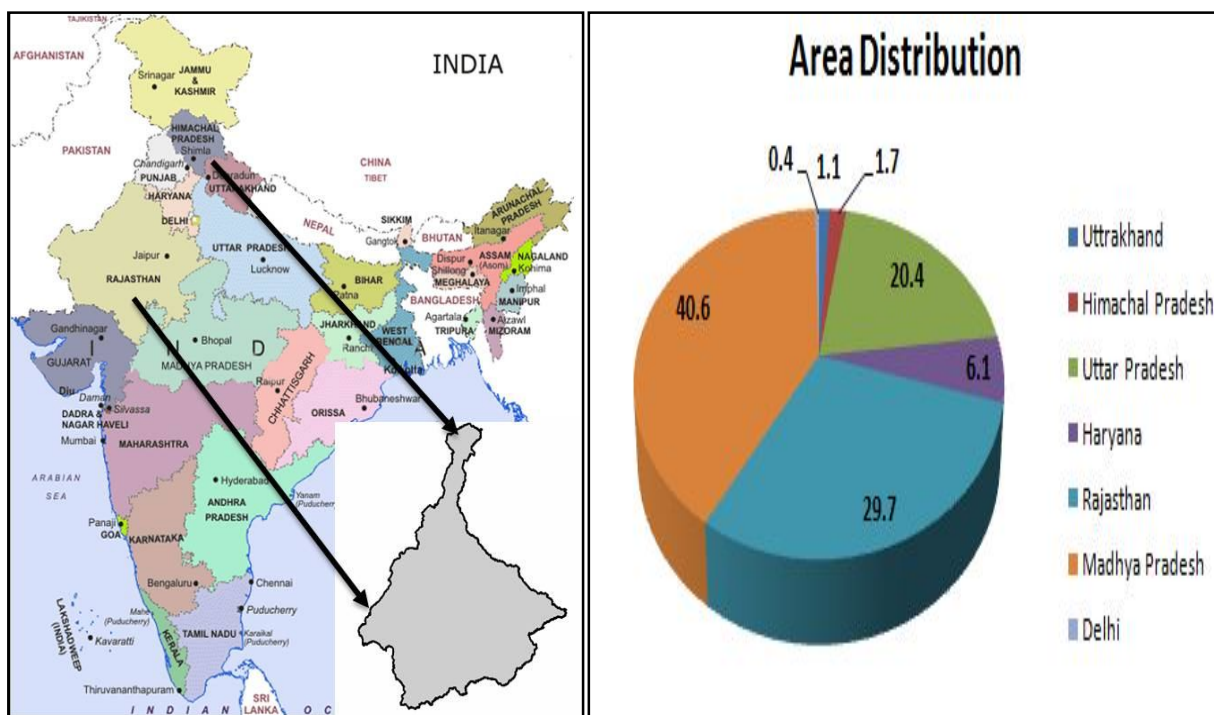 TAJIKISTAN
AFGHANISTAN
INDIA
Srinagar
JAMMU
&
KASHMIR
HIMACHAL
PRADESH
Shimla
PAKISTAN
Chandigarh
PUNJAB
CHINA
TIBET
UTTARAKHAND
HARYANA
DELHI
NEPAL
SIKKIM
Gangtok
BHUTAN
ARUNACHAL
PRADESH
Itanagar
Jaipur
RAJASTHAN
UTTAR PRADESH
Lucknow
BIHAR
Patna
Dispur
ASSAM
(Asom)
Shillong
MEGHALAYA
NAGALAND
Kohima
Imphal
MANIPUR
BANGLADESH
Agartala
TRIPURA
Aizawl
MIZORAM
JHARKHAND
Ranchi
WEST
BENGAL
Kolkata
Gandhinagar
GUJARAT
I N D A
Bhopal
MADHYA PRADESH
CHHATTISGARH
Raipur
ORISSA
Bhubaneshwar
Diu
Daman
Silvassa
DADRA &
NAGAR HAVELI
Mumbai
MAHARASHTRA
ARABIAN
SEA
Hyderabad
ANDHRA
PRADESH
Yanam
(Puducherry)
Panaji
GOA
KARNATAKA
Bengaluru
Chennai
Mahe
(Puducherry)
Puducherry
LAKSHADWEEP
(INDIA)
Kavaratti
KERALA
TAMIL NADU
Karaikal
(Puducherry)
Thiruvananthapuram
SRI
LANKA
I N D I A N O C
Area Distribution
0.4 1.1 1.7
20.4
6.1
29.7
40.6
Uttrakhand
Himachal Pradesh
Uttar Pradesh
Haryana
Rajasthan
Madhya Pradesh
Delhi